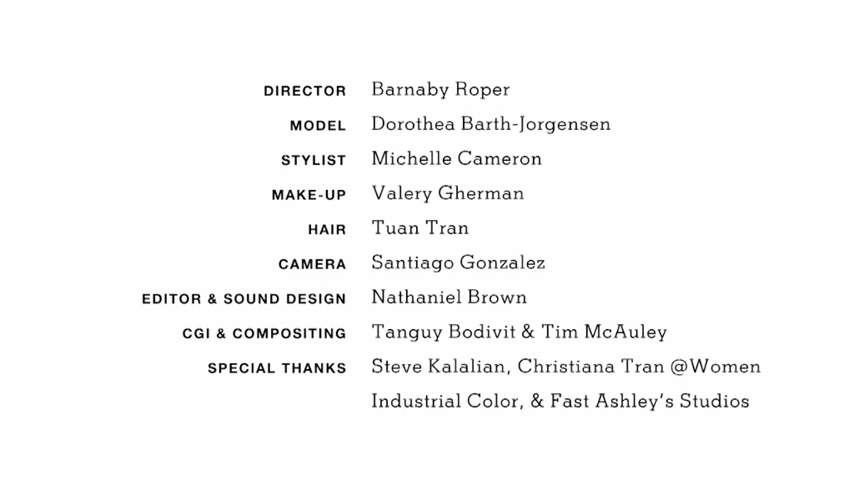 DIRECTOR Barnaby Roper
MODEL Dorothea Barth-Jorgensen
STYLIST Michelle Cameron
MAKE-UP Valery Gherman
HAIR Tuan Tran
CAMERA Santiago Gonzalez
EDITOR & SOUND DESIGN Nathaniel Brown
CGI & COMPOSITING Tanguy Bodivit & Tim McAuley
SPECIAL THANKS Steve Kalalian, Christiana Tran @Women
Industrial Color, & Fast Ashley's Studios